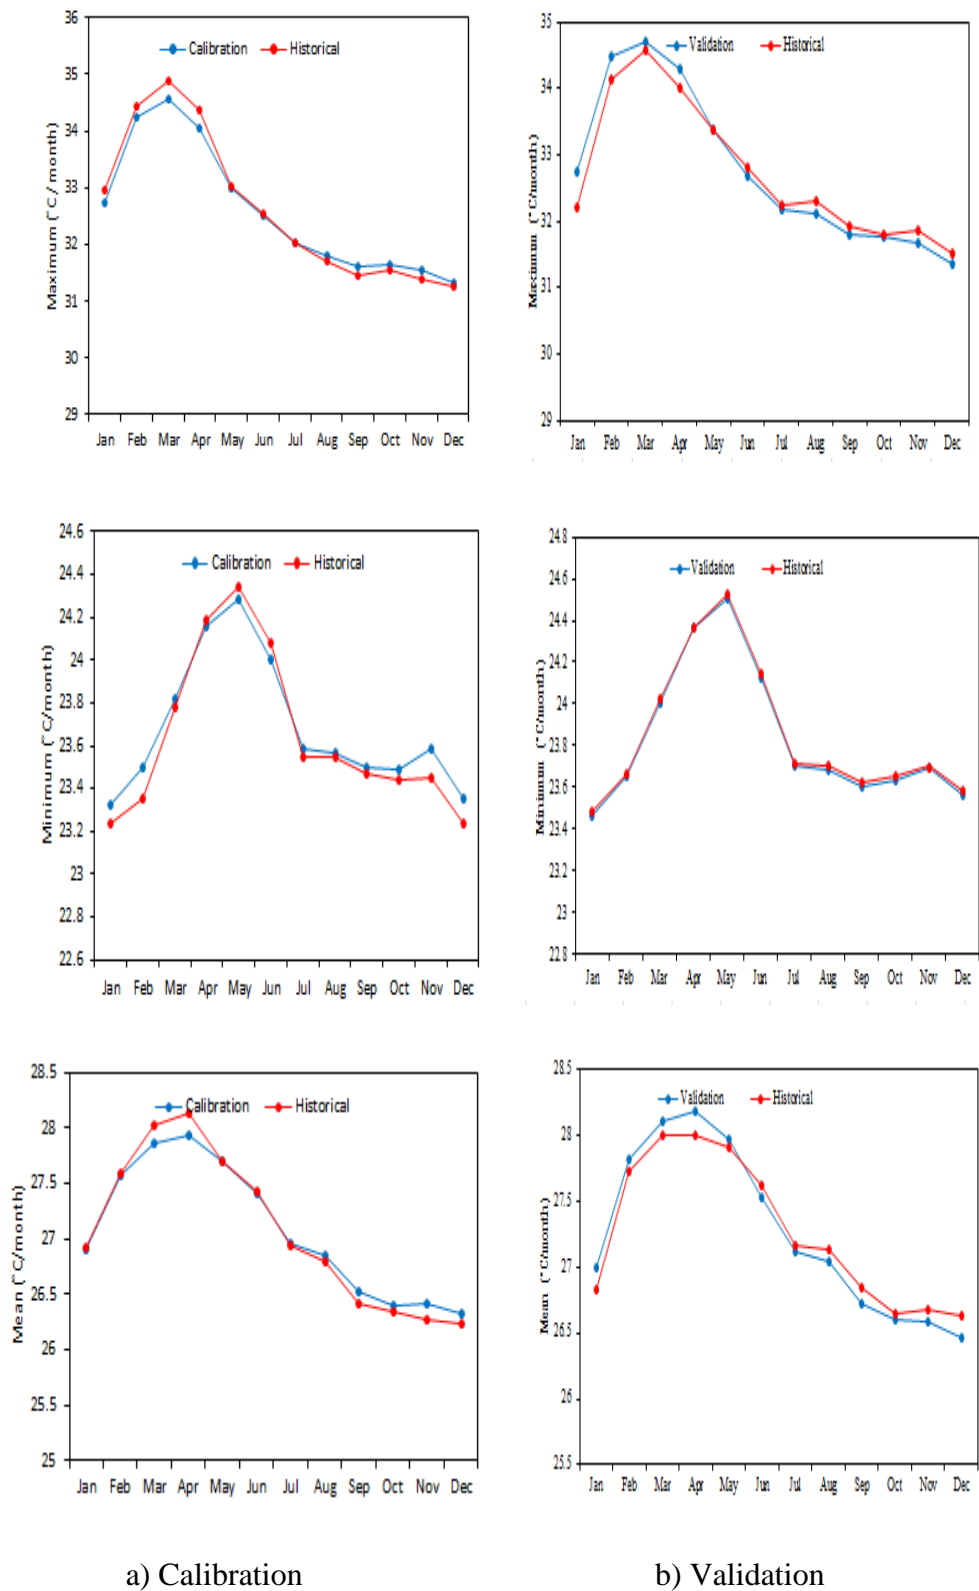 36
35
34
33
32
31
30
29
Maximum (°C/month)
Calibration Historical
Jan Feb Mar Apr May Jun Jul Aug Sep Oct Nov Dec
35
34
33
32
31
30
29
Maximum (°C/month)
Validation Historical
Jan Feb Mar Apr May Jun Jul Aug Sep Oct Nov Dec
24.6
24.4
24.2
24
23.8
23.6
23.4
23.2
23
22.8
22.6
Minimum (°C/month)
Calibration Historical
Jan Feb Mar Apr May Jun Jul Aug Sep Oct Nov Dec
24.8
24.6
24.4
24.2
24
23.8
23.6
23.4
23.2
23
22.8
Minimum (°C/month)
Validation Historical
Jan Feb Mar Apr May Jun Jul Aug Sep Oct Nov Dec
28.5
28
27.5
27
26.5
26
25.5
25
Mean (°C/month)
Calibration Historical
Jan Feb Mar Apr May Jun Jul Aug Sep Oct Nov Dec
28.5
28
27.5
27
26.5
26
25.5
Mean (°C/month)
Validation Historical
Jan Feb Mar Apr May Jun Jul Aug Sep Oct Nov Dec
a) Calibration
b) Validation